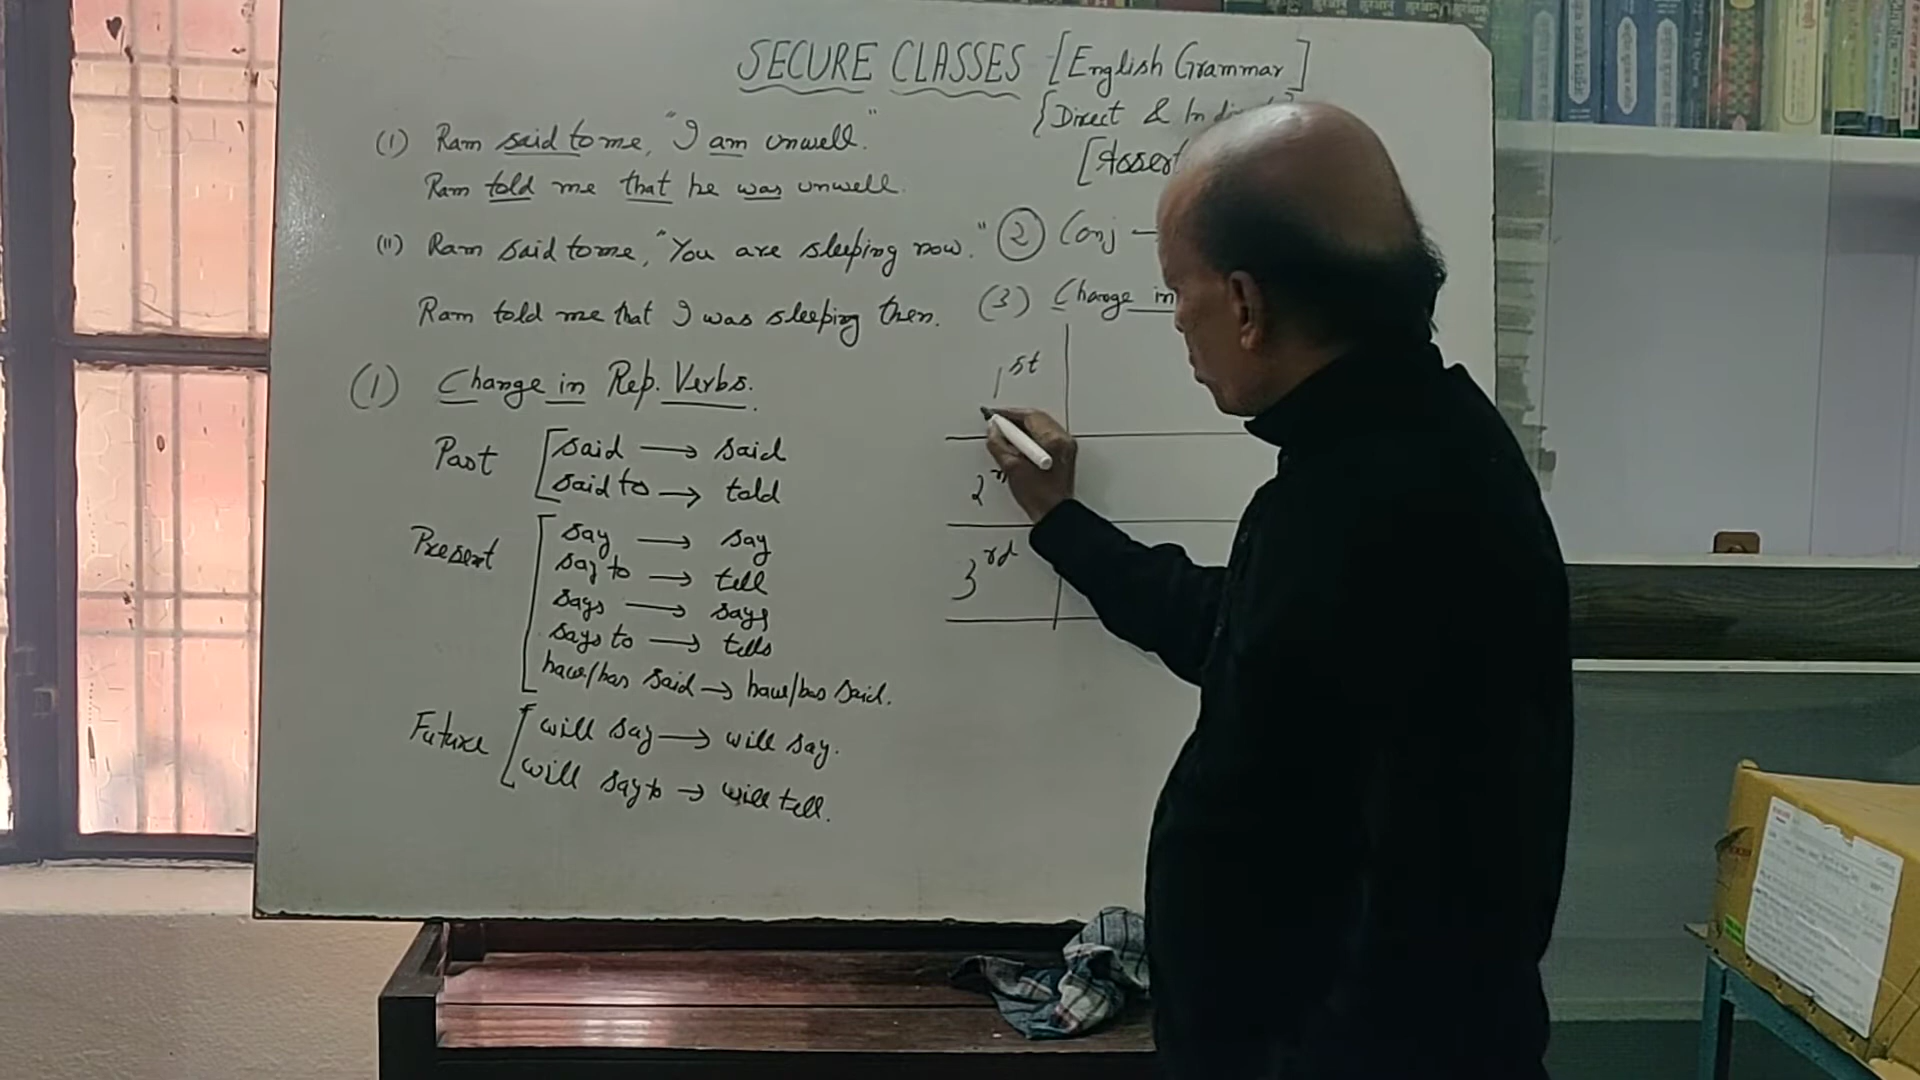 SECURE CLASSES [English Grammar]
{Direct & Indi
[Assert
(I) Ram said to me, "I am unwell."
Ram told me that he was unwell.
(II) Ram said to me, "You are sleeping now."
Ram told me that I was sleeping then.
(1) Change in Rep. Verbs.
Past [said → said
said to → told
Present [say → say
say to → tell
says → says
says to → tells
have/has said → have/has said.
Future [will say → will say.
will say to → will tell.
(2) Conj —
(3) Change in
1st
2n
3rd